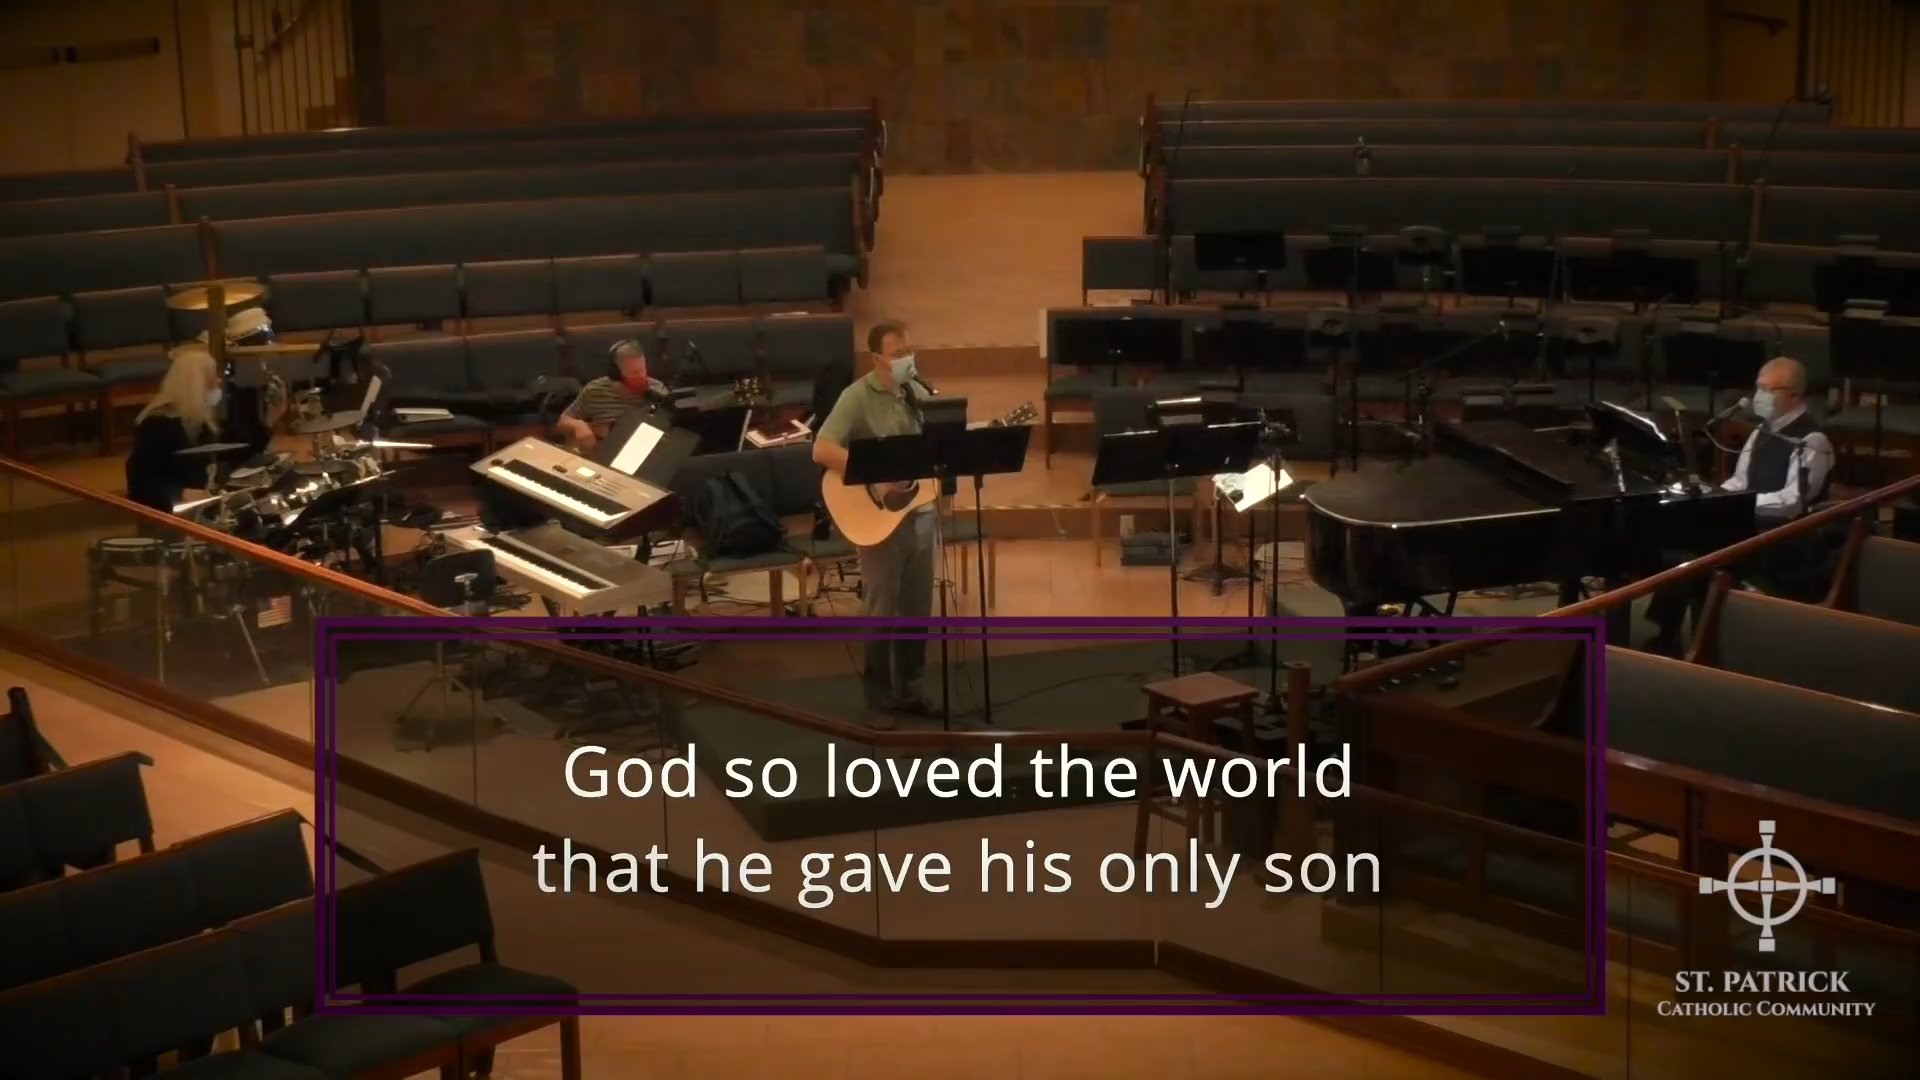 God so loved the world
that he gave his only son
ST. PATRICK
CATHOLIC COMMUNITY